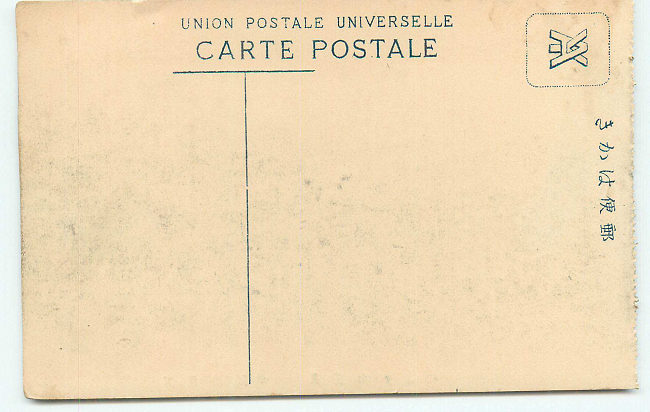 UNION POSTALE UNIVERSELLE
CARTE POSTALE
きかは便郵